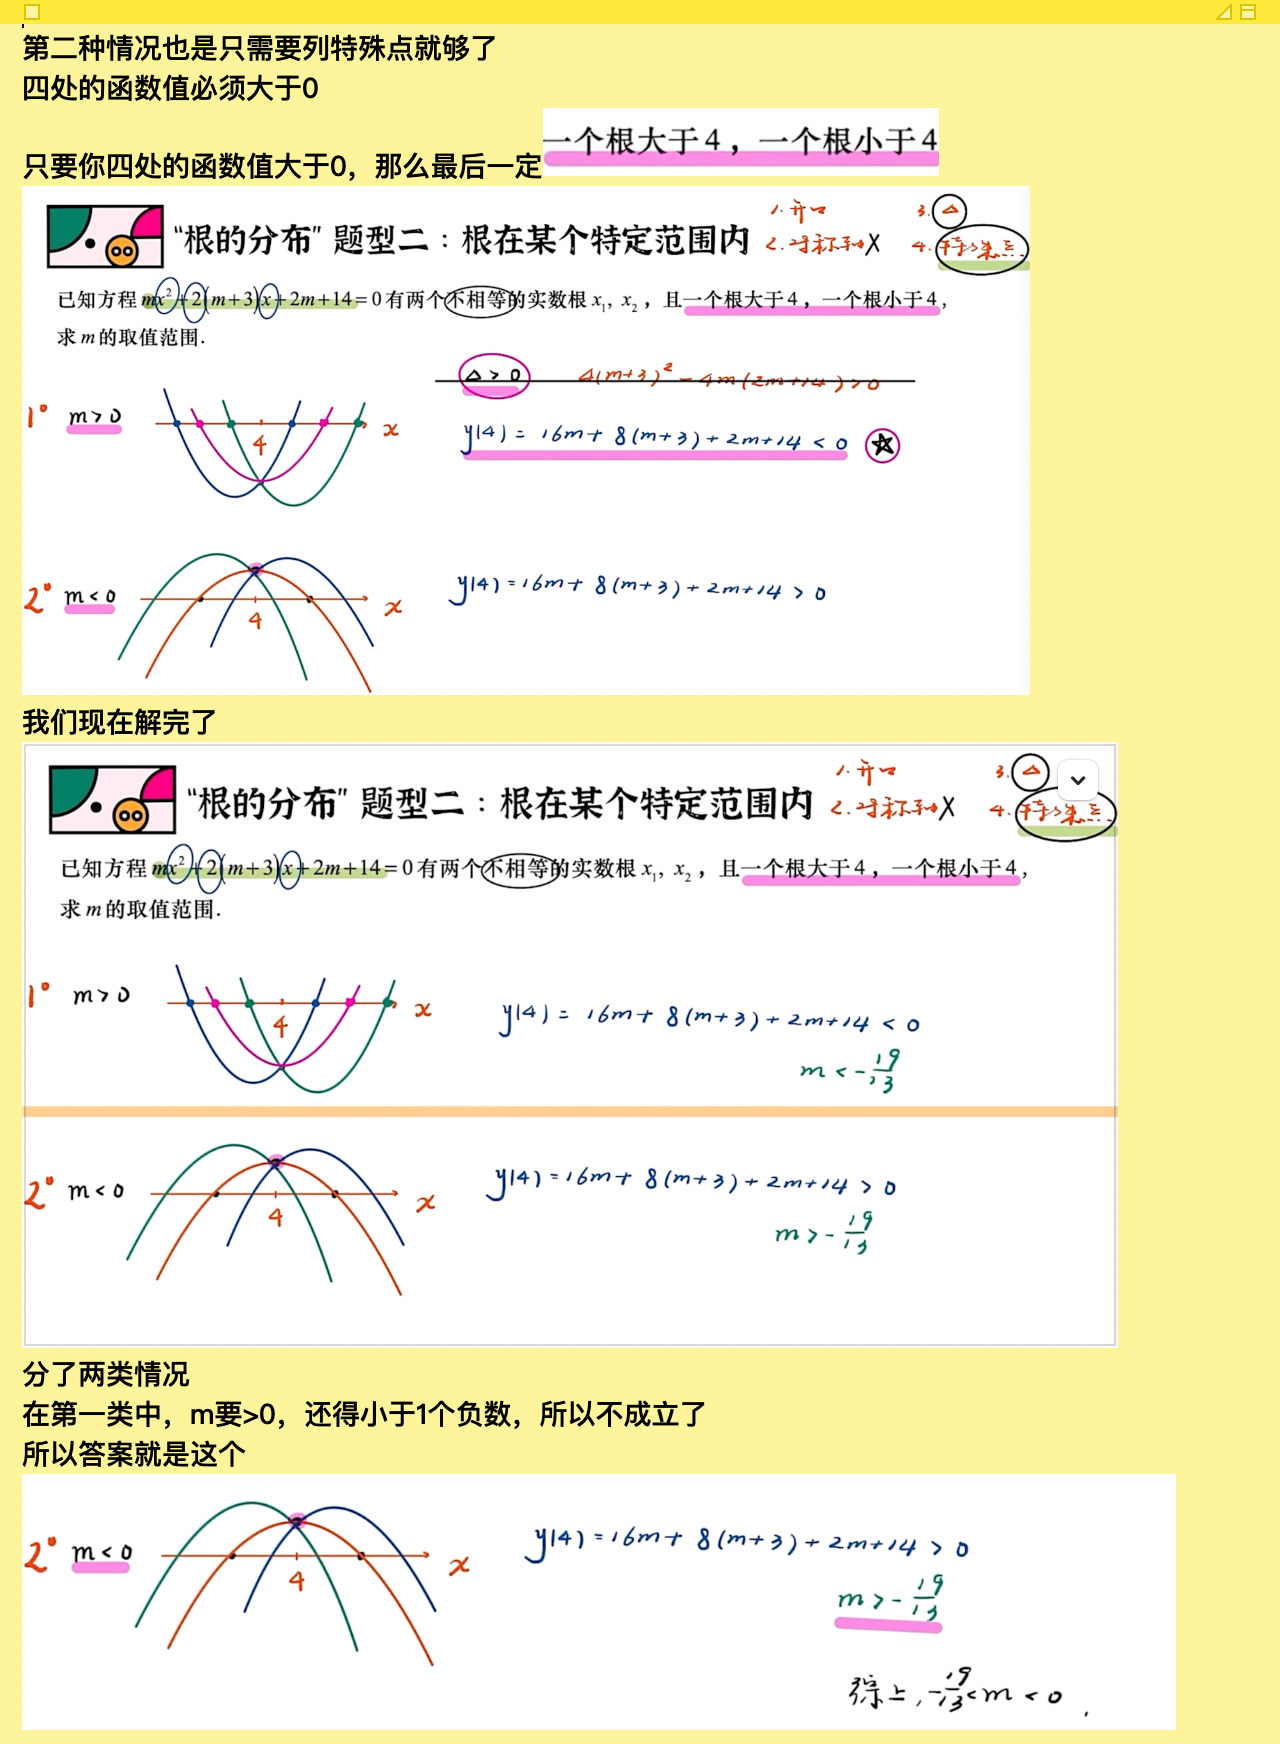 第二种情况也是只需要列特殊点就够了
四处的函数值必须大于0
只要你四处的函数值大于0，那么最后一定一个根大于4，一个根小于4
“根的分布”题型二：根在某个特定范围内
1.开口
2.对称轴X
3.△
4.特殊点
已知方程 mx²+2(m+3)x+2m+14=0有两个不相等的实数根 x₁, x₂，且一个根大于4，一个根小于4，
求 m 的取值范围.
△>0 4(m+3)²-4m(2m+14)>0
1° m>0
4
x
y(4)=16m+8(m+3)+2m+14<0
2° m<0
4
x
y(4)=16m+8(m+3)+2m+14>0
我们现在解完了
“根的分布”题型二：根在某个特定范围内
1.开口
2.对称轴X
3.△
4.特殊点
已知方程 mx²+2(m+3)x+2m+14=0有两个不相等的实数根 x₁, x₂，且一个根大于4，一个根小于4，
求 m 的取值范围.
1° m>0
4
x
y(4)=16m+8(m+3)+2m+14<0
m<-19/13
2° m<0
4
x
y(4)=16m+8(m+3)+2m+14>0
m>-19/13
分了两类情况
在第一类中，m要>0，还得小于1个负数，所以不成立了
所以答案就是这个
2° m<0
4
x
y(4)=16m+8(m+3)+2m+14>0
m>-19/13
综上，-19/13<m<0.